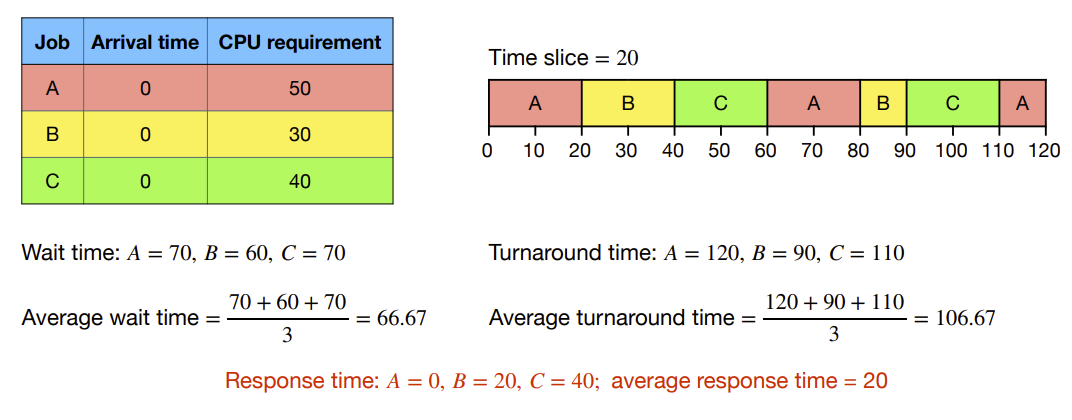 Job Arrival time CPU requirement
A 0 50
B 0 30
C 0 40
Time slice = 20
A B C A B C A
0 10 20 30 40 50 60 70 80 90 100 110 120
Wait time: A = 70, B = 60, C = 70
Turnaround time: A = 120, B = 90, C = 110
Average wait time = (70 + 60 + 70)/3 = 66.67
Average turnaround time = (120 + 90 + 110)/3 = 106.67
Response time: A = 0, B = 20, C = 40; average response time = 20